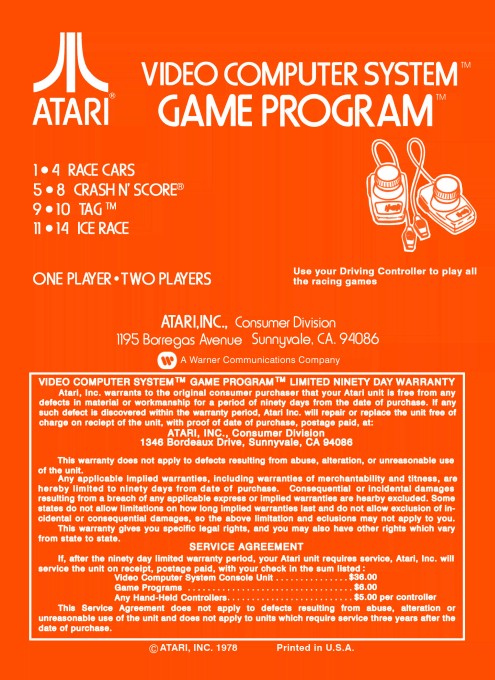 VIDEO COMPUTER SYSTEM™
GAME PROGRAM™
ATARI®
1 • 4 RACE CARS
5 • 8 CRASH N' SCORE®
9 • 10 TAG™
11 • 14 ICE RACE
ONE PLAYER • TWO PLAYERS
Use your Driving Controller to play all
the racing games
ATARI,INC., Consumer Division
1195 Borregas Avenue Sunnyvale, CA. 94086
A Warner Communications Company
VIDEO COMPUTER SYSTEM™ GAME PROGRAM™ LIMITED NINETY DAY WARRANTY
Atari, Inc. warrants to the original consumer purchaser that your Atari unit is free from any
defects in material or workmanship for a period of ninety days from the date of purchase. If any
such defect is discovered within the warranty period, Atari Inc. will repair or replace the unit free of
charge on reciept of the unit, with proof of date of purchase, postage paid, at:
ATARI, INC., Consumer Division
1346 Bordeaux Drive, Sunnyvale, CA 94086
This warranty does not apply to defects resulting from abuse, alteration, or unreasonable use
of the unit.
Any applicable implied warranties, including warranties of merchantability and titness, are
hereby limited to ninety days from date of purchase. Consequential or incidental damages
resulting from a breach of any applicable express or implied warranties are hearby excluded. Some
states do not allow limitations on how long implied warranties last and do not allow exclusion of in-
cidental or consequential damages, so the above limitation and eclusions may not apply to you.
This warranty gives you specific legal rights, and you may also have other rights which vary
from state to state.
SERVICE AGREEMENT
If, after the ninety day limited warranty period, your Atari unit requires service, Atari, Inc. will
service the unit on receipt, postage paid, with your check in the sum listed :
Video Computer System Console Unit . . . . . . . . . . . . . . . $36.00
Game Programs . . . . . . . . . . . . . . . . . . . . . . . . . . . . . . . . . . $6.00
Any Hand-Held Controllers. . . . . . . . . . . . . . . . . . . . . . . . . . $5.00 per controller
This Service Agreement does not apply to defects resulting from abuse, alteration or
unreasonable use of the unit and does not apply to units which require service three years after the
date of purchase.
© ATARI, INC. 1978 Printed in U.S.A.